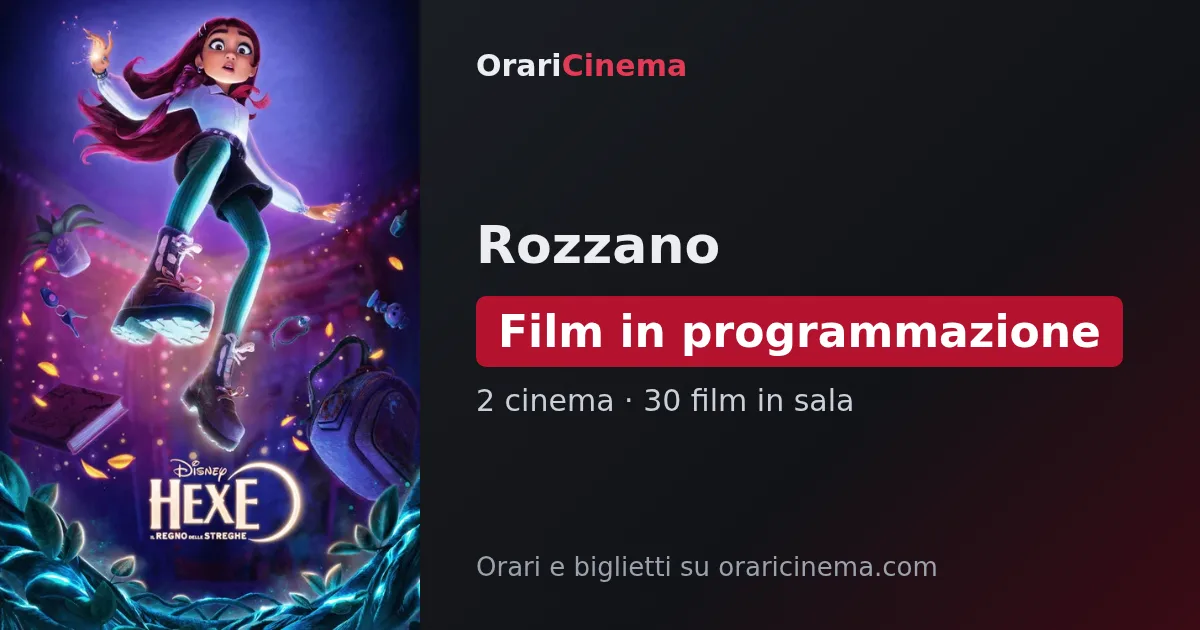 Disney
HEXE
IL REGNO DELLE STREGHE
OrariCinema
Rozzano
Film in programmazione
2 cinema · 30 film in sala
Orari e biglietti su oraricinema.com